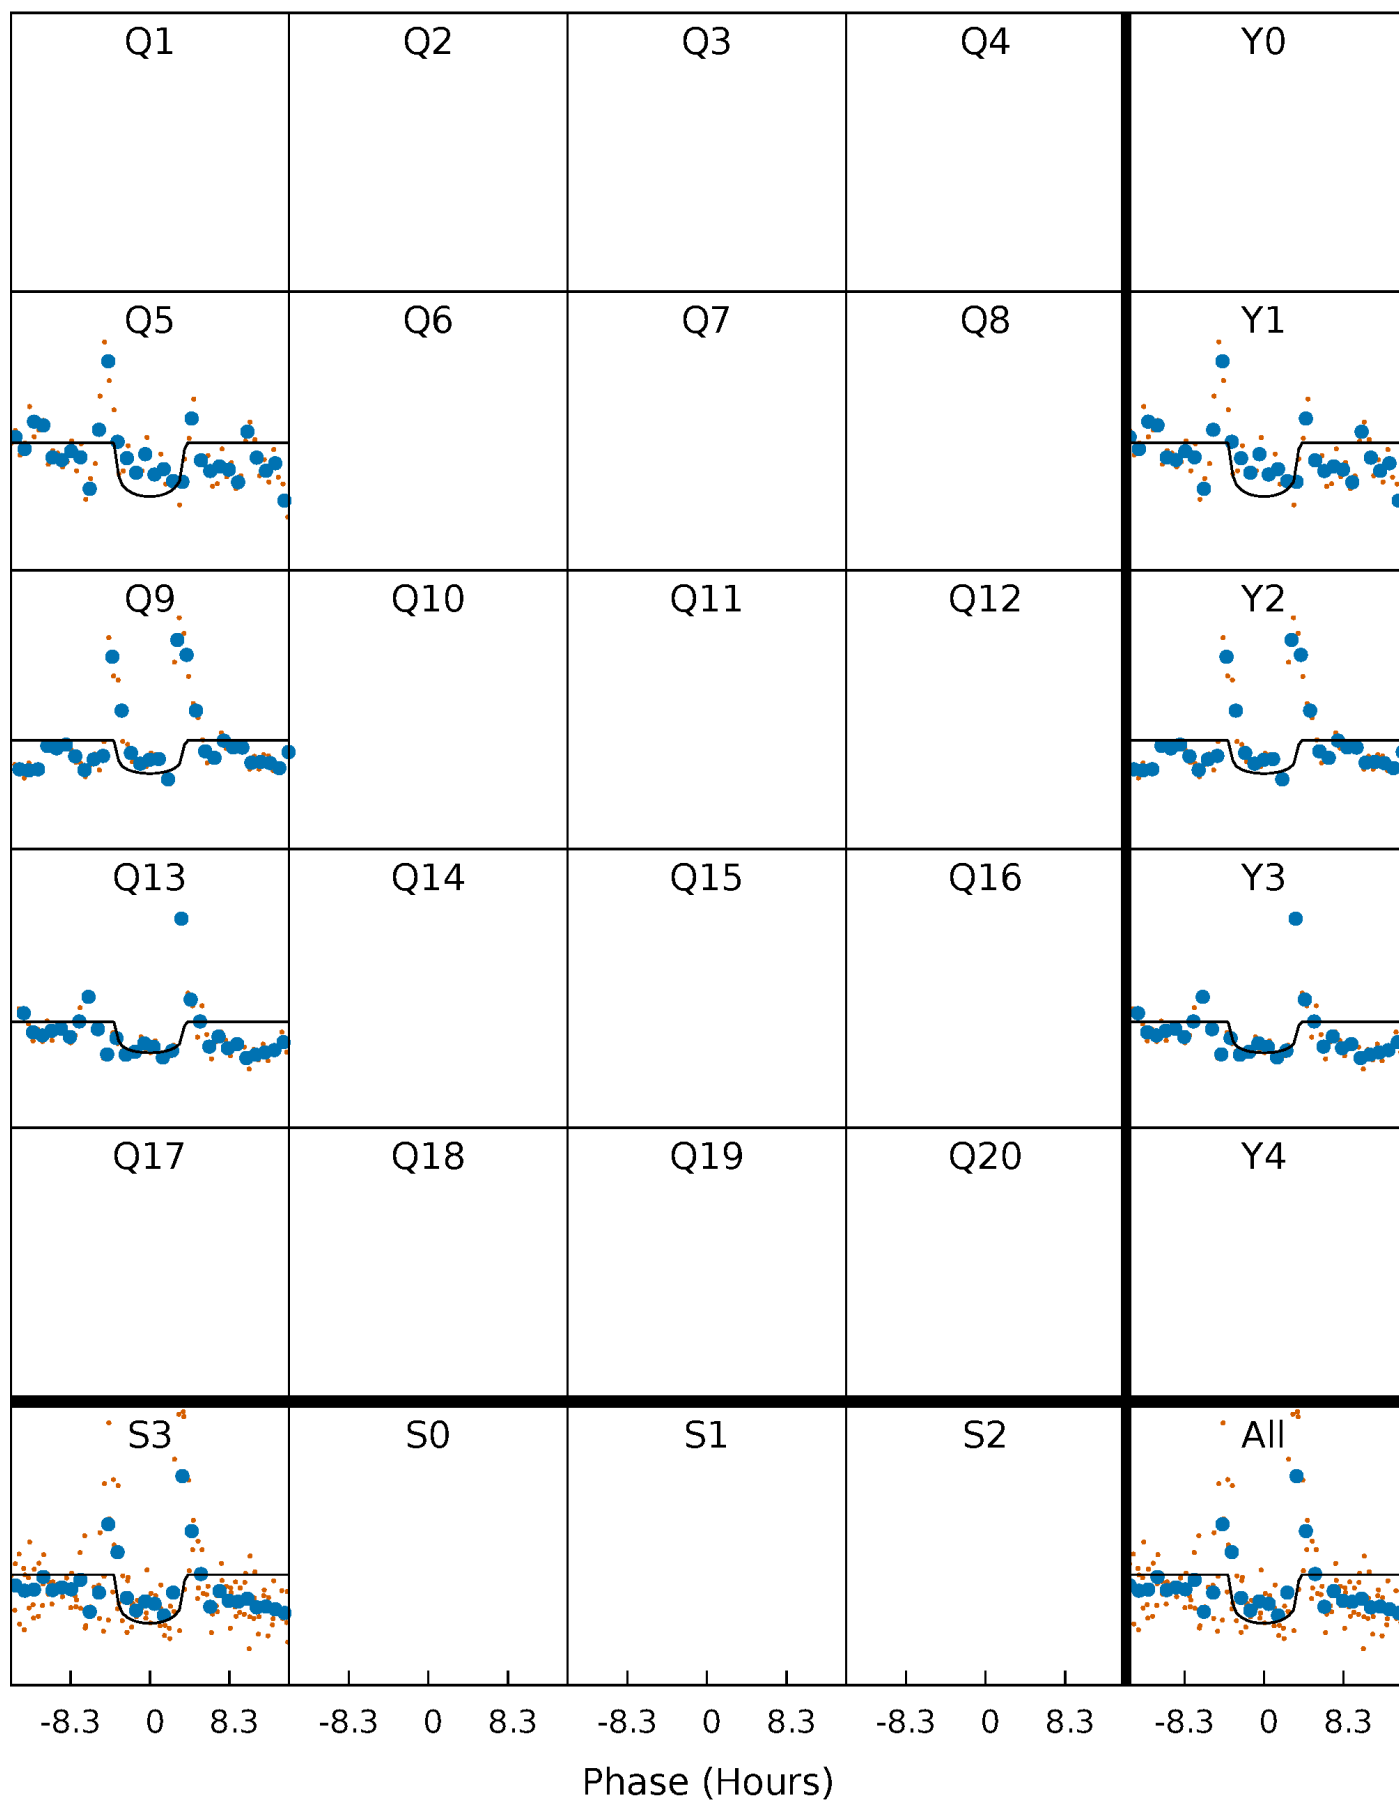 Q1 Q2 Q3 Q4 Y0
Q5 Q6 Q7 Q8 Y1
Q9 Q10 Q11 Q12 Y2
Q13 Q14 Q15 Q16 Y3
Q17 Q18 Q19 Q20 Y4
S3 S0 S1 S2 All
-8.3 0 8.3 -8.3 0 8.3 -8.3 0 8.3 -8.3 0 8.3 -8.3 0 8.3
Phase (Hours)